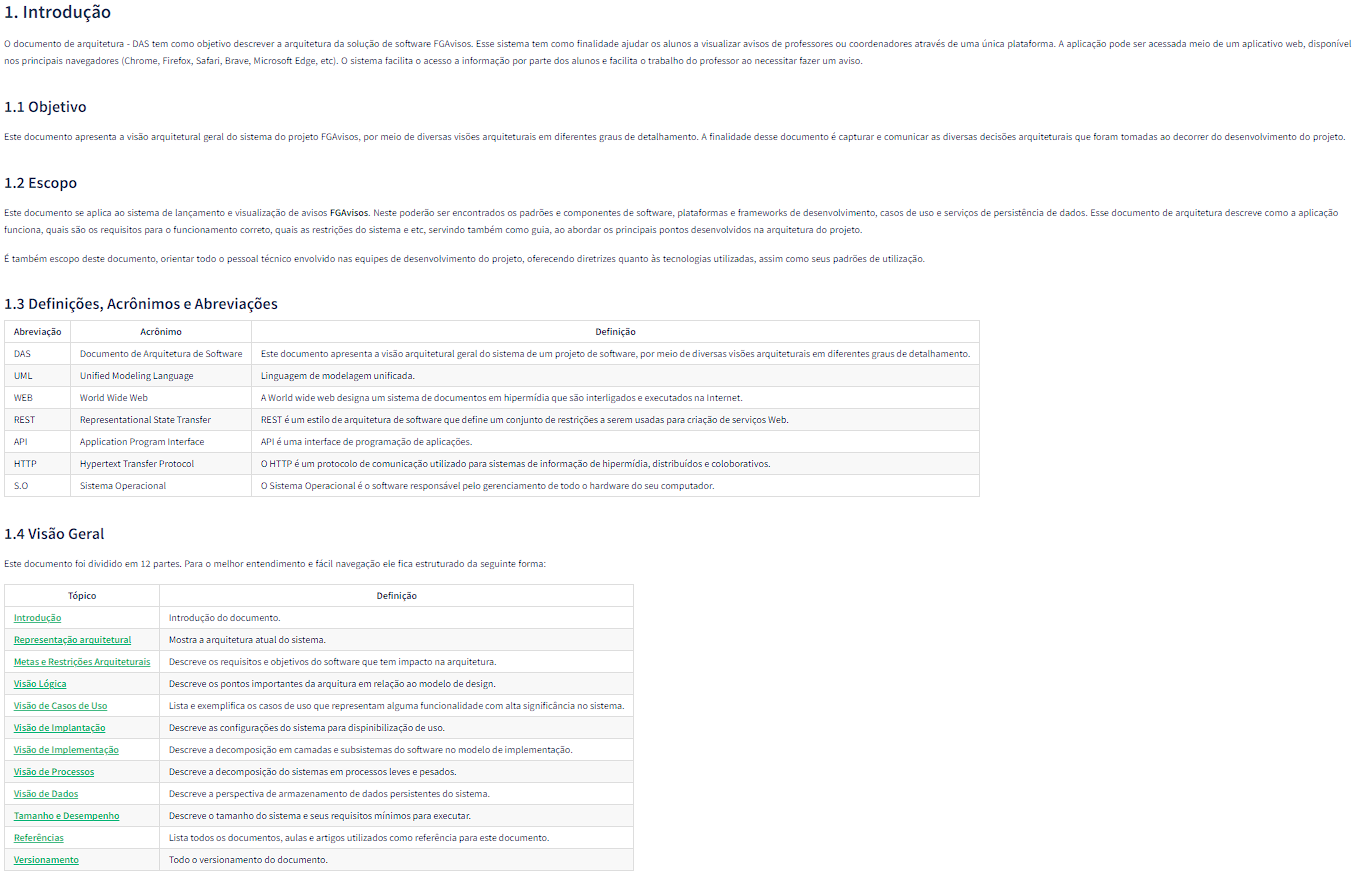 1. Introdução
O documento de arquitetura - DAS tem como objetivo descrever a arquitetura da solução de software FGAvisos. Esse sistema tem como finalidade ajudar os alunos a visualizar avisos de professores ou coordenadores através de uma única plataforma. A aplicação pode ser acessada meio de um aplicativo web, disponível
nos principais navegadores (Chrome, Firefox, Safari, Brave, Microsoft Edge, etc). O sistema facilita o acesso a informação por parte dos alunos e facilita o trabalho do professor ao necessitar fazer um aviso.
1.1 Objetivo
Este documento apresenta a visão arquitetural geral do sistema do projeto FGAvisos, por meio de diversas visões arquiteturais em diferentes graus de detalhamento. A finalidade desse documento é capturar e comunicar as diversas decisões arquiteturais que foram tomadas ao decorrer do desenvolvimento do projeto.
1.2 Escopo
Este documento se aplica ao sistema de lançamento e visualização de avisos FGAvisos. Neste poderão ser encontrados os padrões e componentes de software, plataformas e frameworks de desenvolvimento, casos de uso e serviços de persistência de dados. Esse documento de arquitetura descreve como a aplicação
funciona, quais são os requisitos para o funcionamento correto, quais as restrições do sistema e etc, servindo também como guia, ao abordar os principais pontos desenvolvidos na arquitetura do projeto.
É também escopo deste documento, orientar todo o pessoal técnico envolvido nas equipes de desenvolvimento do projeto, oferecendo diretrizes quanto às tecnologias utilizadas, assim como seus padrões de utilização.
1.3 Definições, Acrônimos e Abreviações
Abreviação Acrônimo Definição
DAS Documento de Arquitetura de Software Este documento apresenta a visão arquitetural geral do sistema de um projeto de software, por meio de diversas visões arquiteturais em diferentes graus de detalhamento.
UML Unified Modeling Language Linguagem de modelagem unificada.
WEB World Wide Web A World wide web designa um sistema de documentos em hipermídia que são interligados e executados na Internet.
REST Representational State Transfer REST é um estilo de arquitetura de software que define um conjunto de restrições a serem usadas para criação de serviços Web.
API Application Program Interface API é uma interface de programação de aplicações.
HTTP Hypertext Transfer Protocol O HTTP é um protocolo de comunicação utilizado para sistemas de informação de hipermídia, distribuídos e coloborativos.
S.O Sistema Operacional O Sistema Operacional é o software responsável pelo gerenciamento de todo o hardware do seu computador.
1.4 Visão Geral
Este documento foi dividido em 12 partes. Para o melhor entendimento e fácil navegação ele fica estruturado da seguinte forma:
Tópico Definição
Introdução Introdução do documento.
Representação arquitetural Mostra a arquitetura atual do sistema.
Metas e Restrições Arquiteturais Descreve os requisitos e objetivos do software que tem impacto na arquitetura.
Visão Lógica Descreve os pontos importantes da arquitura em relação ao modelo de design.
Visão de Casos de Uso Lista e exemplifica os casos de uso que representam alguma funcionalidade com alta significância no sistema.
Visão de Implantação Descreve as configurações do sistema para dispinibilização de uso.
Visão de Implementação Descreve a decomposição em camadas e subsistemas do software no modelo de implementação.
Visão de Processos Descreve a decomposição do sistemas em processos leves e pesados.
Visão de Dados Descreve a perspectiva de armazenamento de dados persistentes do sistema.
Tamanho e Desempenho Descreve o tamanho do sistema e seus requisitos mínimos para executar.
Referências Lista todos os documentos, aulas e artigos utilizados como referência para este documento.
Versionamento Todo o versionamento do documento.